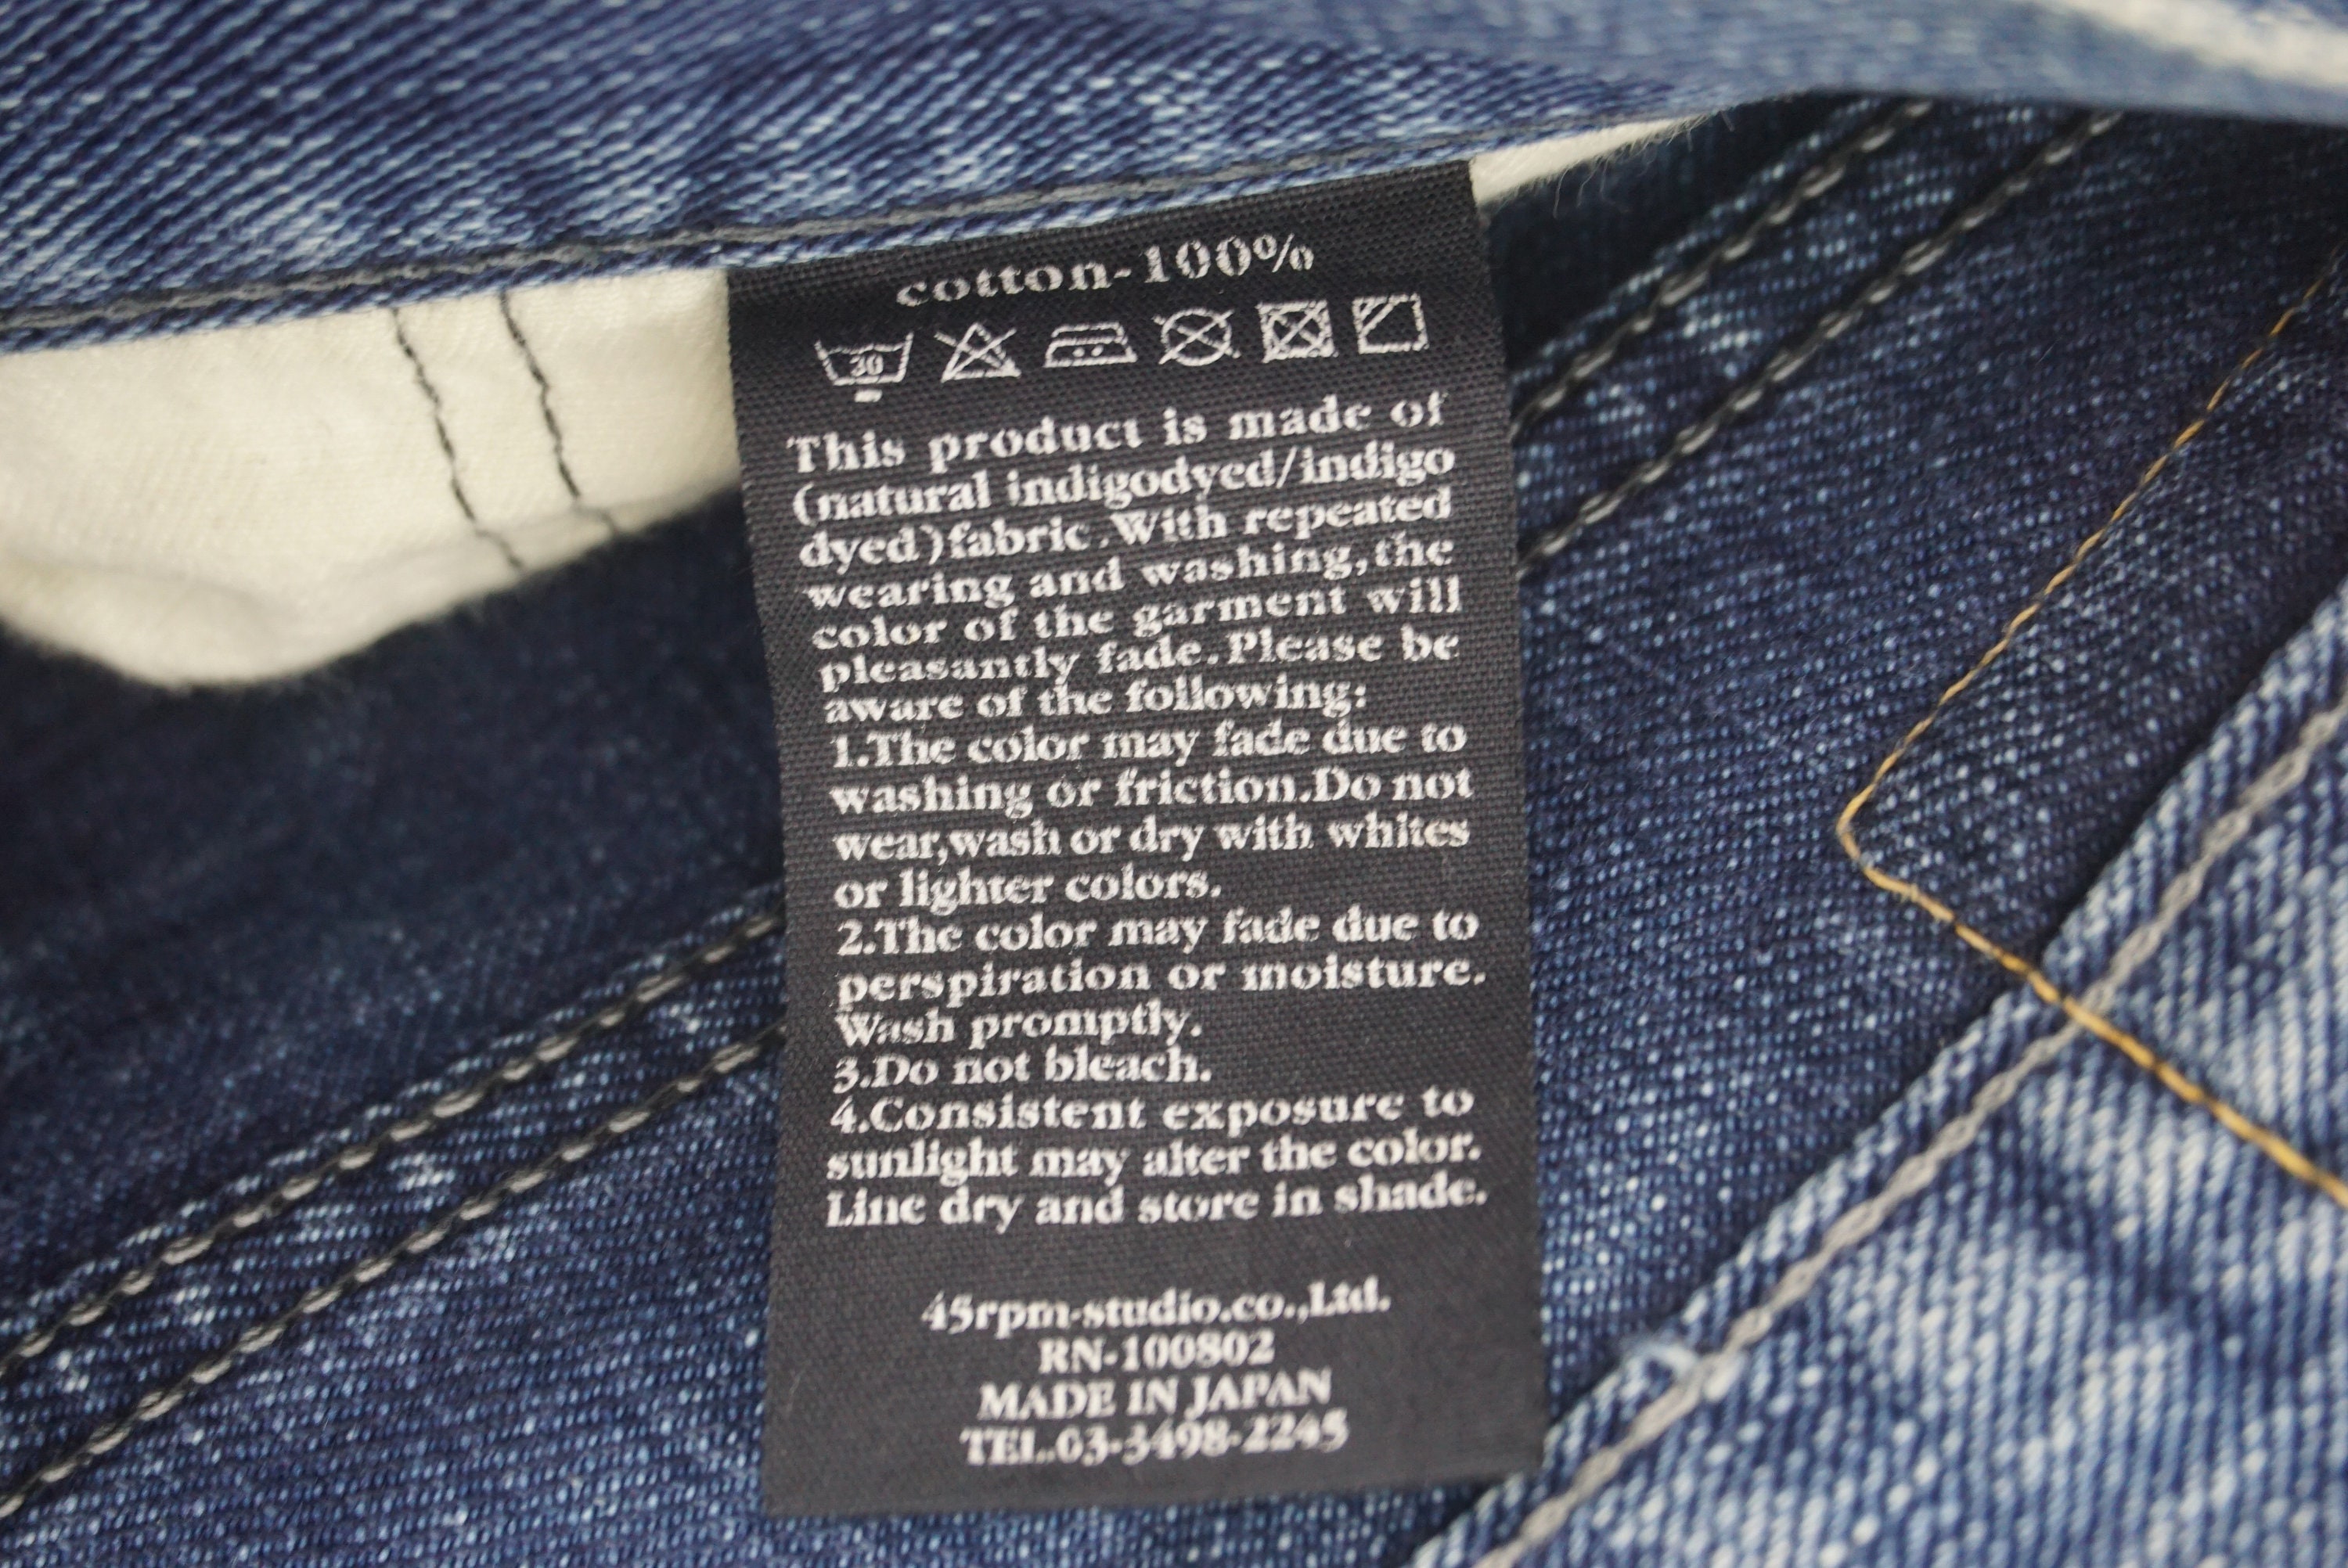 cotton-100%
30
This product is made of
(natural indigodyed/indigo
dyed)fabric.With repeated
wearing and washing,the
color of the garment will
pleasantly fade.Please be
aware of the following:
1.The color may fade due to
washing or friction.Do not
wear,wash or dry with whites
or lighter colors.
2.The color may fade due to
perspiration or moisture.
Wash promptly.
3.Do not bleach.
4.Consistent exposure to
sunlight may alter the color.
Line dry and store in shade.
45rpm-studio.co.,Ltd.
RN-100802
MADE IN JAPAN
TEL.03-3498-2245